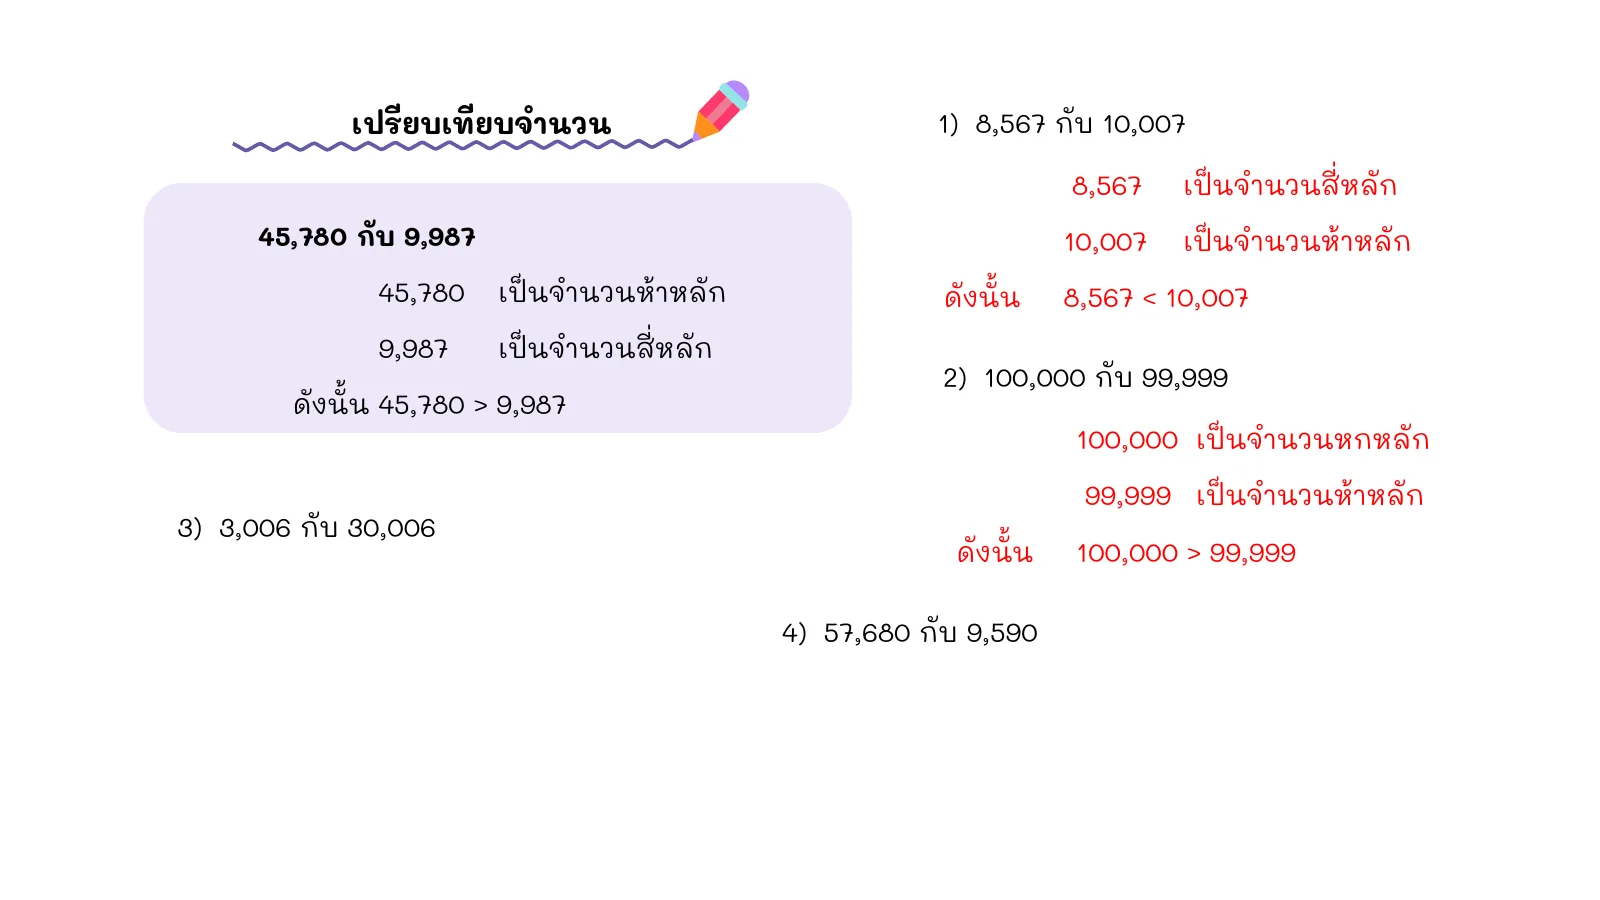 เปรียบเทียบจำนวน
45,780 กับ 9,987
45,780 เป็นจำนวนห้าหลัก
9,987 เป็นจำนวนสี่หลัก
ดังนั้น 45,780 > 9,987
1) 8,567 กับ 10,007
8,567 เป็นจำนวนสี่หลัก
10,007 เป็นจำนวนห้าหลัก
ดังนั้น 8,567 < 10,007
2) 100,000 กับ 99,999
100,000 เป็นจำนวนหกหลัก
99,999 เป็นจำนวนห้าหลัก
ดังนั้น 100,000 > 99,999
3) 3,006 กับ 30,006
4) 57,680 กับ 9,590